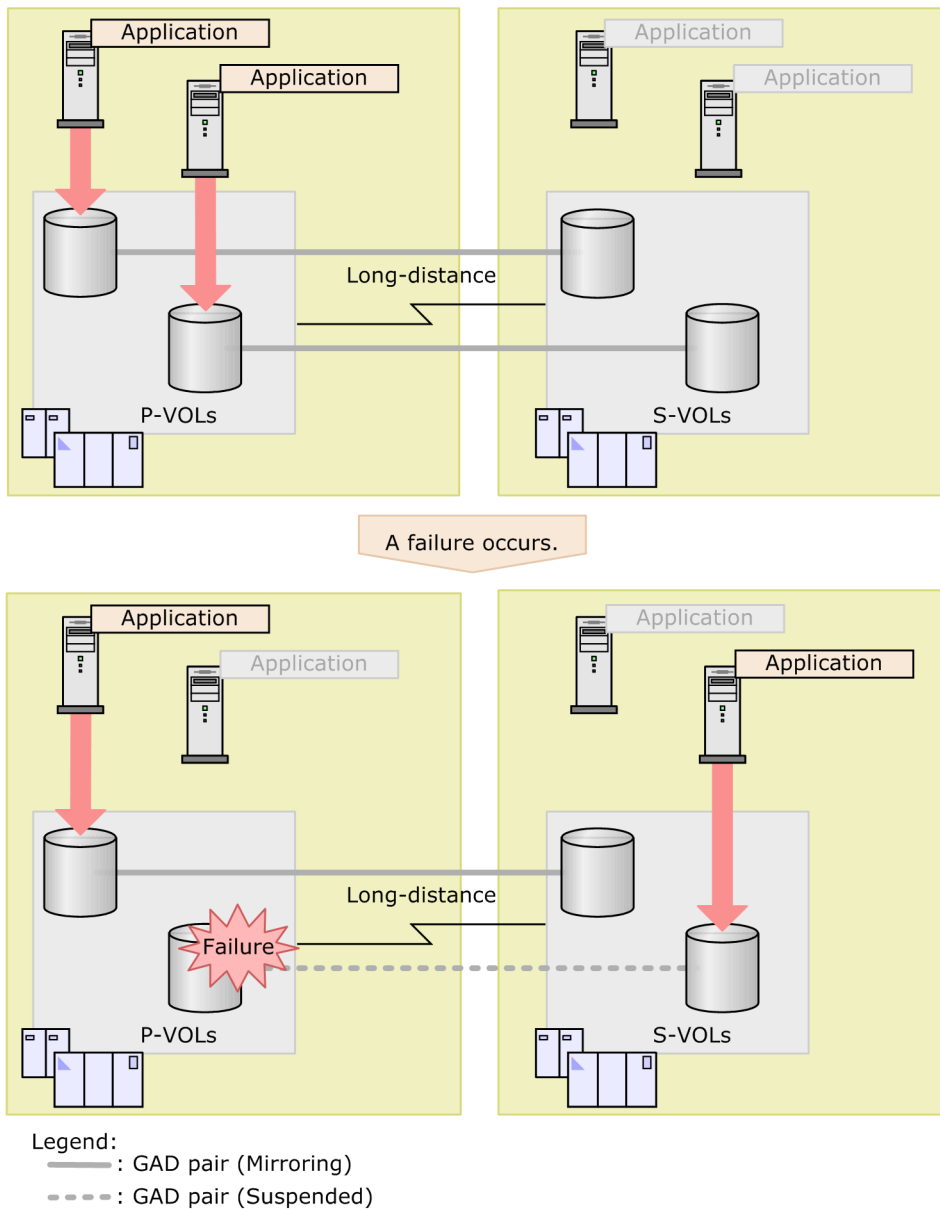 Application
Application
Application
Application
Long-distance
P-VOLs
S-VOLs
A failure occurs.
Application
Application
Application
Application
Long-distance
Failure
P-VOLs
S-VOLs
Legend:
: GAD pair (Mirroring)
: GAD pair (Suspended)